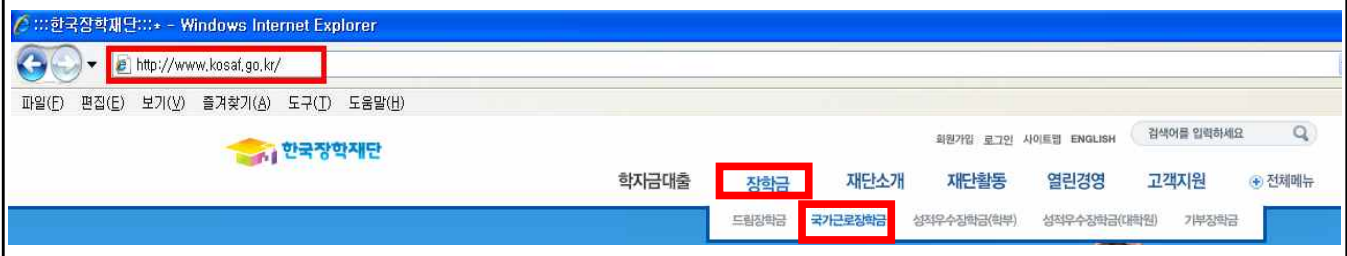 :::한국장학재단:::* - Windows Internet Explorer
http://www.kosaf.go.kr/
파일(F) 편집(E) 보기(V) 즐겨찾기(A) 도구(T) 도움말(H)
한국장학재단
회원가입 로그인 사이트맵 ENGLISH 검색어를 입력하세요
학자금대출 장학금 재단소개 재단활동 열린경영 고객지원 전체메뉴
드림장학금 국가근로장학금 성적우수장학금(학부) 성적우수장학금(대학원) 기부장학금